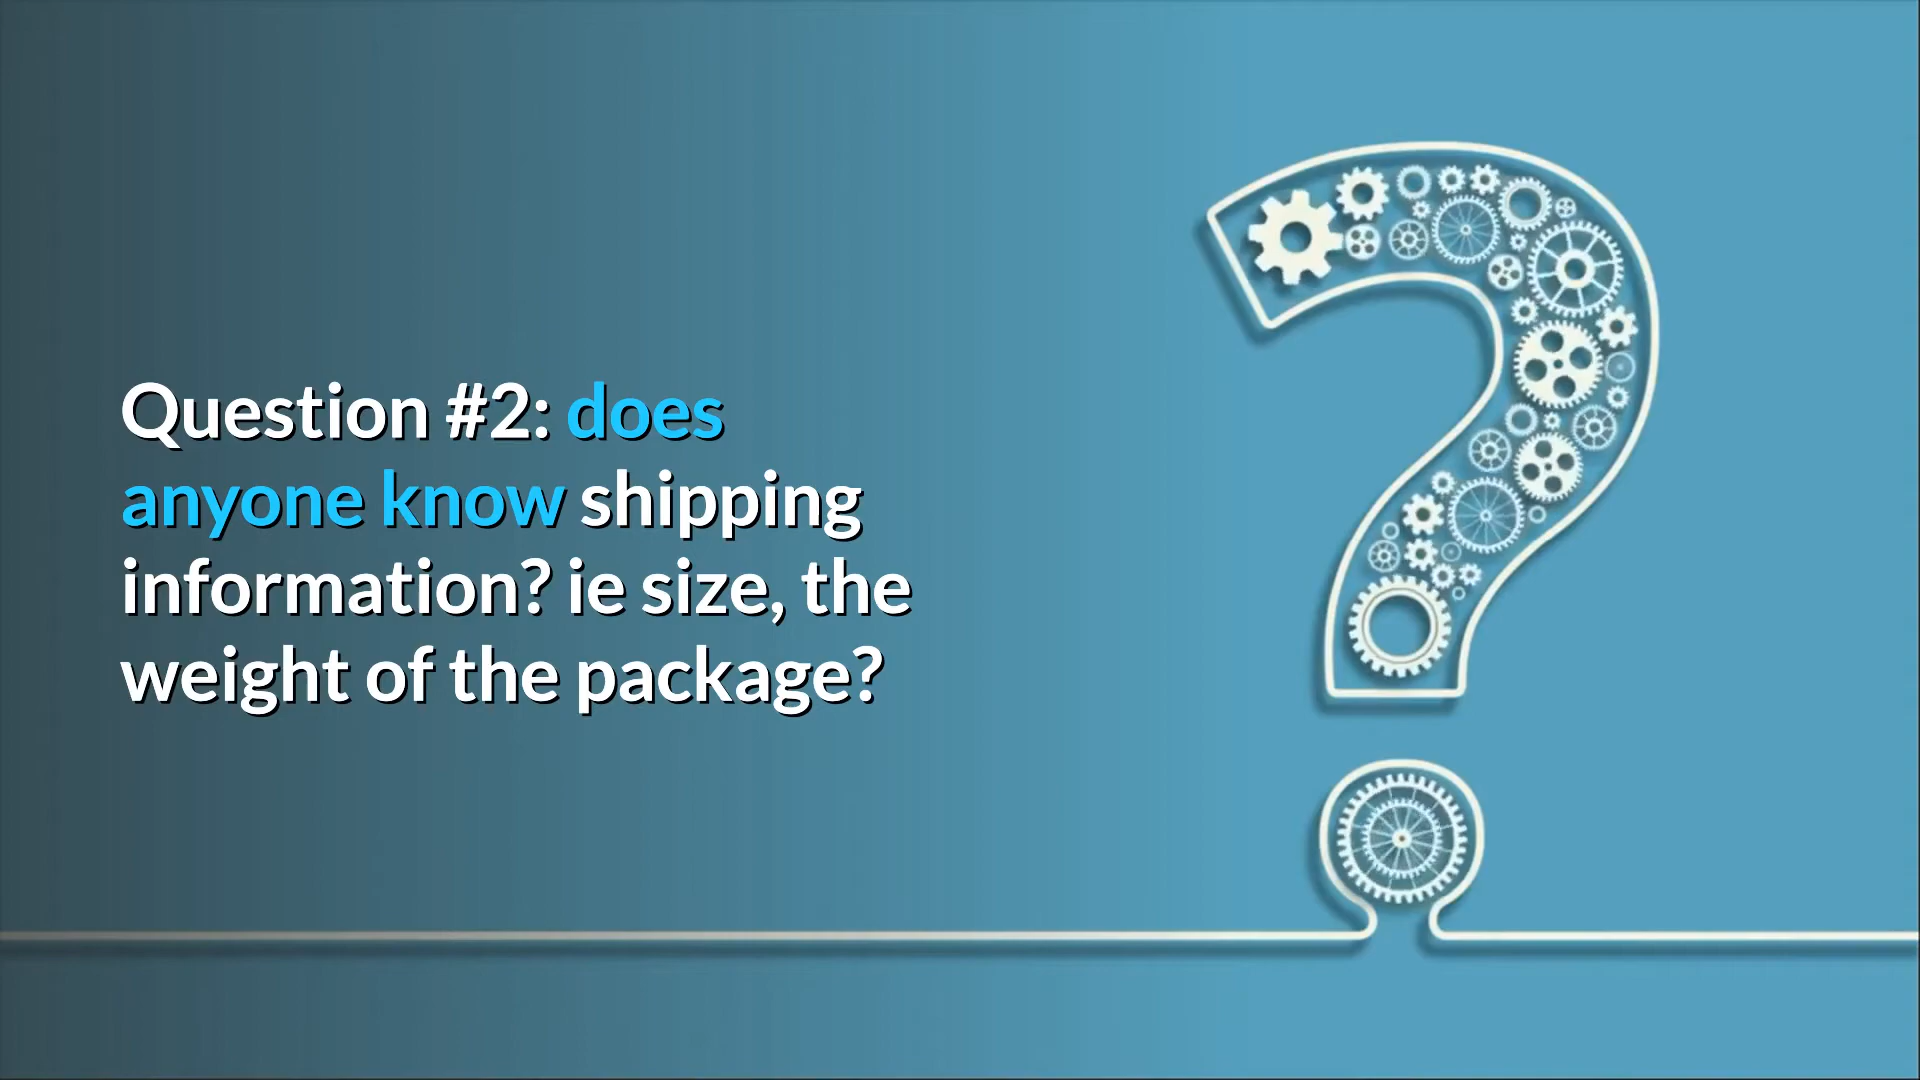 Question #2: does
anyone know shipping
information? ie size, the
weight of the package?